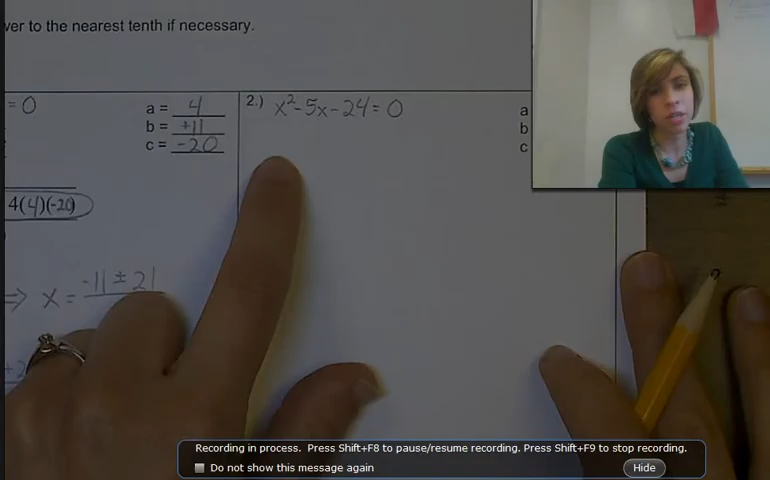 ver to the nearest tenth if necessary.
= 0
a = 4
b = +11
c = -20
4(4)(-20)
⇒ x = -11 ± 21
+2
2.) x² - 5x - 24 = 0
a
b
c
Recording in process. Press Shift+F8 to pause/resume recording. Press Shift+F9 to stop recording.
Do not show this message again
Hide